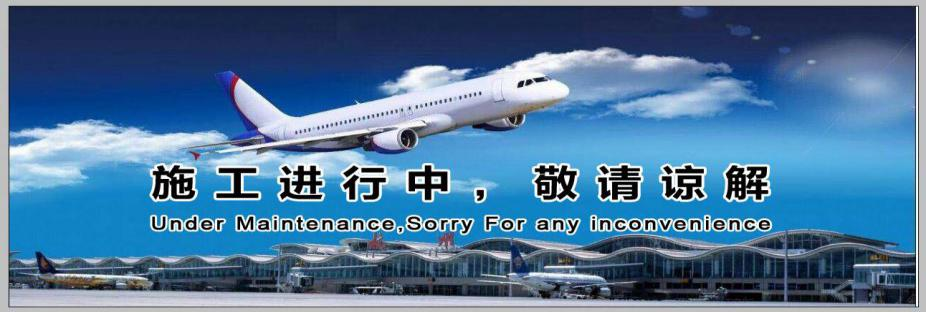 施工进行中，敬请谅解
Under Maintenance,Sorry For any inconvenience